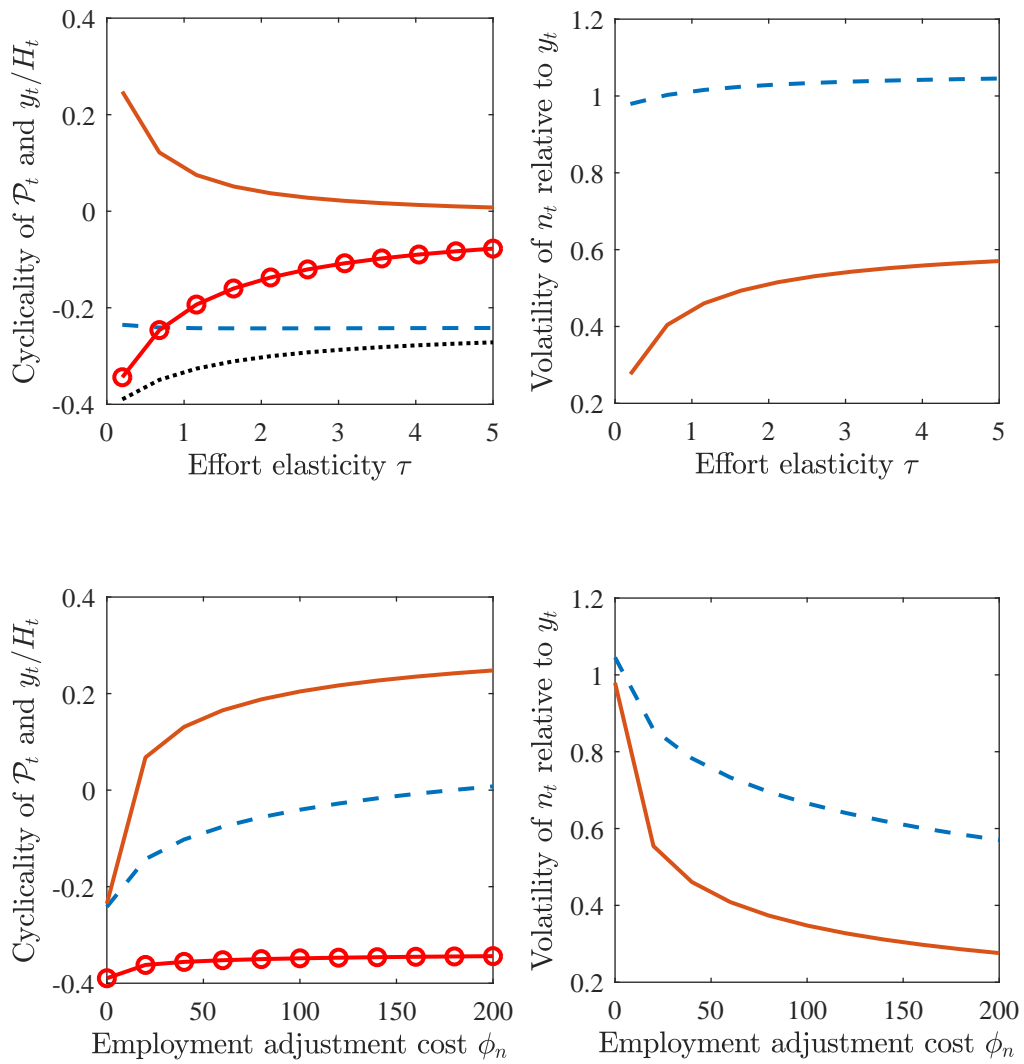 Cyclicality of 𝒫ₜ and yₜ/Hₜ
0.4
0.2
0
-0.2
-0.4
0 1 2 3 4 5
Effort elasticity τ
Volatility of nₜ relative to yₜ
1.2
1
0.8
0.6
0.4
0.2
0 1 2 3 4 5
Effort elasticity τ
Cyclicality of 𝒫ₜ and yₜ/Hₜ
0.4
0.2
0
-0.2
-0.4
0 50 100 150 200
Employment adjustment cost ϕₙ
Volatility of nₜ relative to yₜ
1.2
1
0.8
0.6
0.4
0.2
0 50 100 150 200
Employment adjustment cost ϕₙ